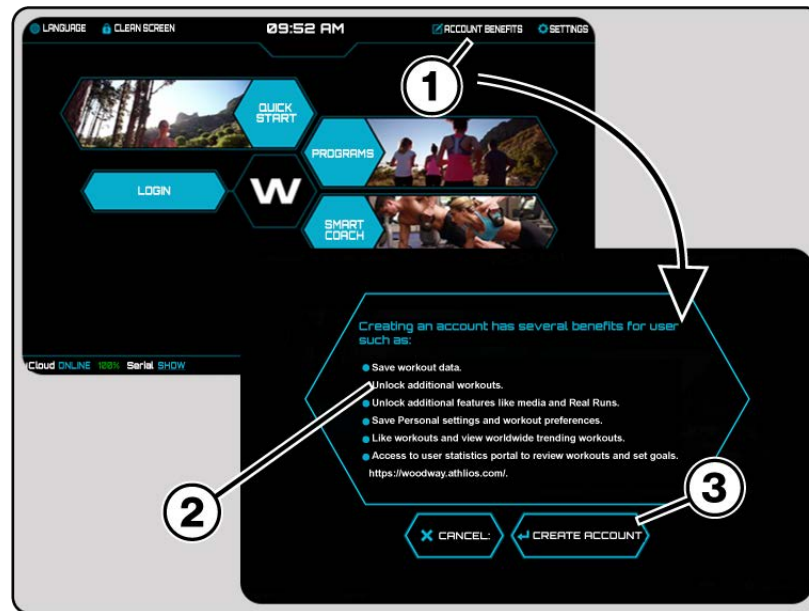 LANGUAGE CLEAN SCREEN 09:52 AM ACCOUNT BENEFITS SETTINGS
1
QUICK
START
PROGRAMS
LOGIN
W
SMART
COACH
Creating an account has several benefits for user
such as:
Save workout data.
Unlock additional workouts.
Unlock additional features like media and Real Runs.
Save Personal settings and workout preferences.
Like workouts and view worldwide trending workouts.
Access to user statistics portal to review workouts and set goals.
https://woodway.athlios.com/.
Cloud ONLINE 100% Serial SHOW
2
3
X CANCEL:
CREATE ACCOUNT